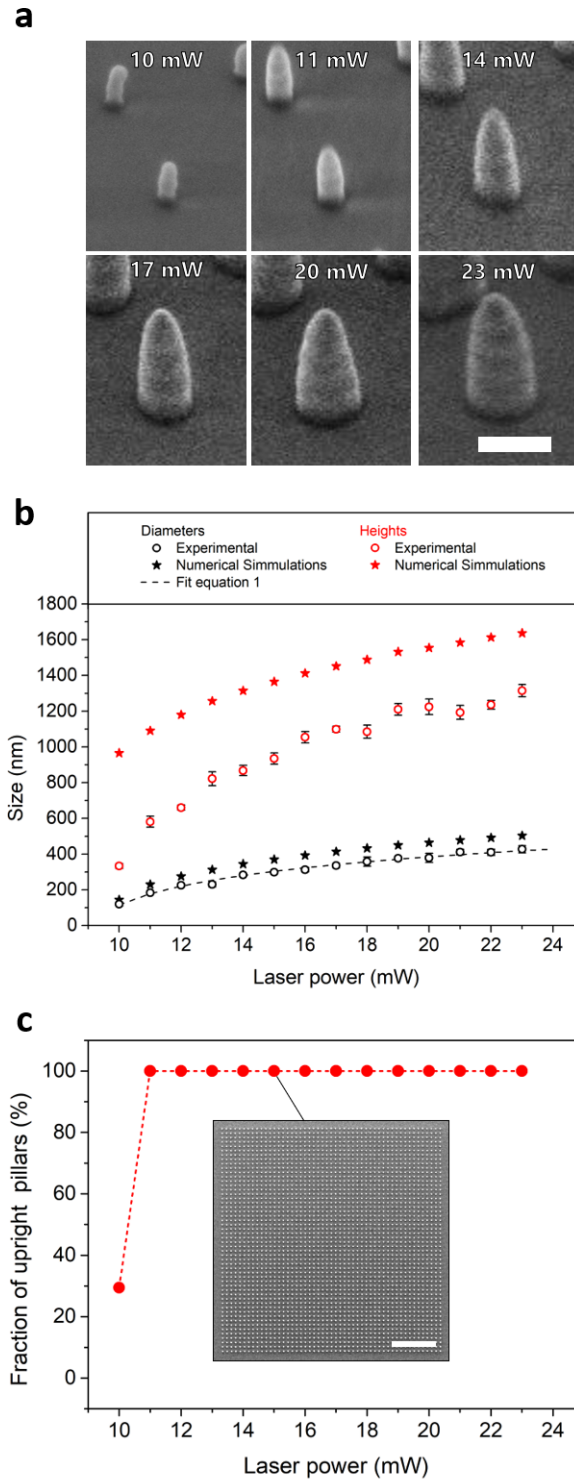 a
10 mW
11 mW
14 mW
17 mW
20 mW
23 mW
b
Diameters
Heights
Experimental
Experimental
Numerical Simmulations
Numerical Simmulations
Fit equation 1
1800
1600
1400
1200
1000
800
600
400
200
0
Size (nm)
10 12 14 16 18 20 22 24
Laser power (mW)
c
100
80
60
40
20
0
Fraction of upright pillars (%)
10 12 14 16 18 20 22 24
Laser power (mW)